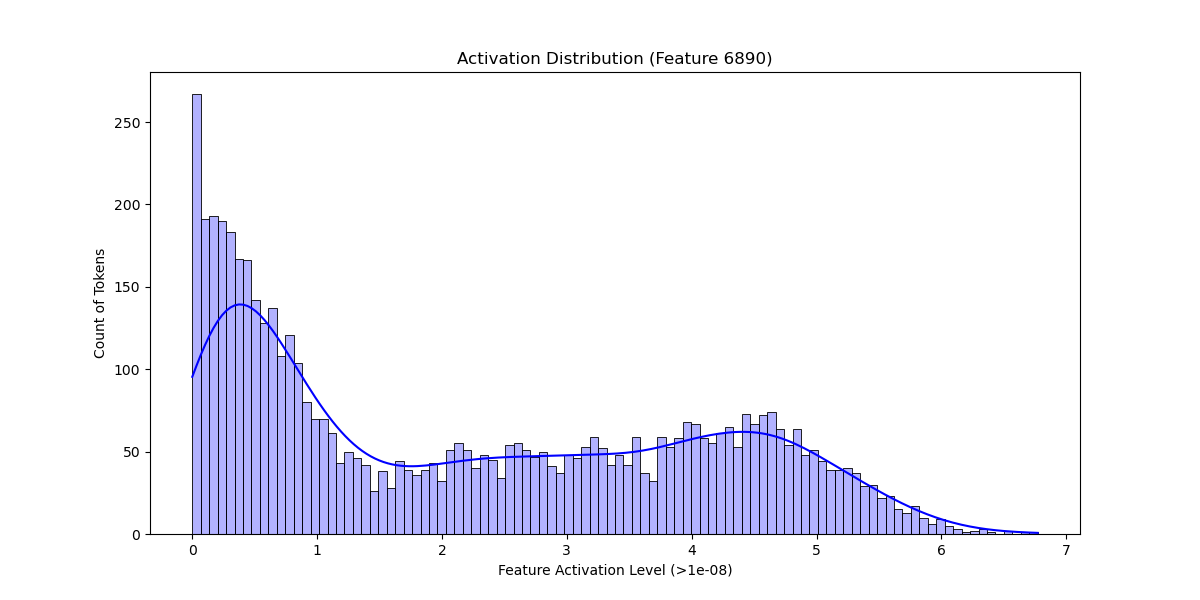 Activation Distribution (Feature 6890)
250
200
150
100
50
0
Count of Tokens
0 1 2 3 4 5 6 7
Feature Activation Level (>1e-08)